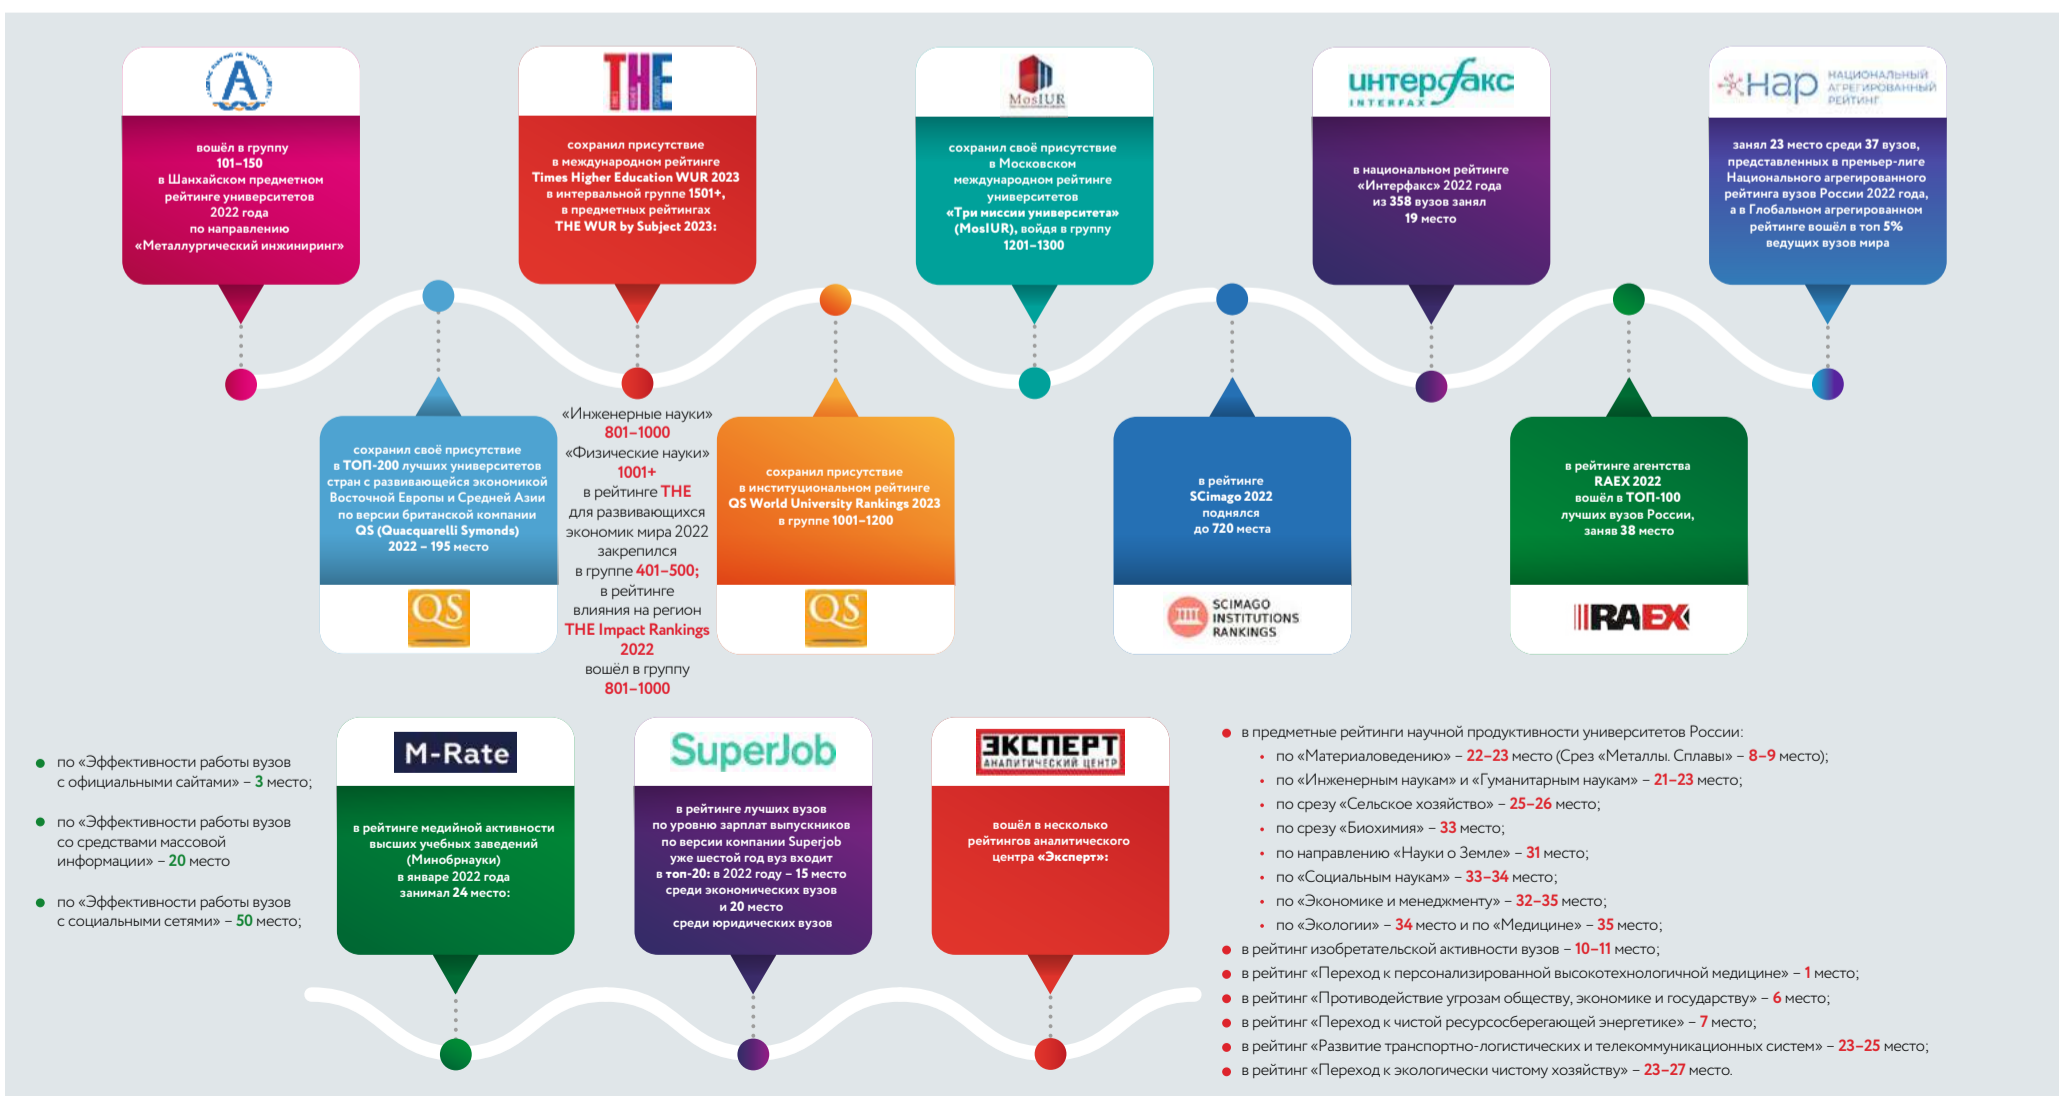 ACADEMIC RANKING OF WORLD UNIVERSITIES
A
вошёл в группу
101–150
в Шанхайском предметном
рейтинге университетов
2022 года
по направлению
«Металлургический инжиниринг»
THE
TIMES
HIGHER
EDUCATION
сохранил присутствие
в международном рейтинге
Times Higher Education WUR 2023
в интервальной группе 1501+,
в предметных рейтингах
THE WUR by Subject 2023:
«Инженерные науки»
801–1000
«Физические науки»
1001+
в рейтинге THE
для развивающихся
экономик мира 2022
закрепился
в группе 401–500;
в рейтинге
влияния на регион
THE Impact Rankings
2022
вошёл в группу
801–1000
MosIUR
сохранил своё присутствие
в Московском
международном рейтинге
университетов
«Три миссии университета»
(MosIUR), войдя в группу
1201–1300
интерфакс
INTERFAX
в национальном рейтинге
«Интерфакс» 2022 года
из 358 вузов занял
19 место
нар
НАЦИОНАЛЬНЫЙ
АГРЕГИРОВАННЫЙ
РЕЙТИНГ
занял 23 место среди 37 вузов,
представленных в премьер-лиге
Национального агрегированного
рейтинга вузов России 2022 года,
а в Глобальном агрегированном
рейтинге вошёл в топ 5%
ведущих вузов мира
сохранил своё присутствие
в ТОП-200 лучших университетов
стран с развивающейся экономикой
Восточной Европы и Средней Азии
по версии британской компании
QS (Quacquarelli Symonds)
2022 – 195 место
QS
сохранил присутствие
в институциональном рейтинге
QS World University Rankings 2023
в группе 1001–1200
QS
в рейтинге
SCimago 2022
поднялся
до 720 места
SCIMAGO
INSTITUTIONS
RANKINGS
в рейтинге агентства
RAEX 2022
вошёл в ТОП-100
лучших вузов России,
заняв 38 место
RAEX
M-Rate
в рейтинге медийной активности
высших учебных заведений
(Минобрнауки)
в январе 2022 года
занимал 24 место:
по «Эффективности работы вузов
с официальными сайтами» – 3 место;
по «Эффективности работы вузов
со средствами массовой
информации» – 20 место
по «Эффективности работы вузов
с социальными сетями» – 50 место;
SuperJob
в рейтинге лучших вузов
по уровню зарплат выпускников
по версии компании Superjob
уже шестой год вуз входит
в топ-20: в 2022 году – 15 место
среди экономических вузов
и 20 место
среди юридических вузов
ЭКСПЕРТ
АНАЛИТИЧЕСКИЙ ЦЕНТР
вошёл в несколько
рейтингов аналитического
центра «Эксперт»:
в предметные рейтинги научной продуктивности университетов России:
по «Материаловедению» – 22–23 место (Срез «Металлы. Сплавы» – 8–9 место);
по «Инженерным наукам» и «Гуманитарным наукам» – 21–23 место;
по срезу «Сельское хозяйство» – 25–26 место;
по срезу «Биохимия» – 33 место;
по направлению «Науки о Земле» – 31 место;
по «Социальным наукам» – 33–34 место;
по «Экономике и менеджменту» – 32–35 место;
по «Экологии» – 34 место и по «Медицине» – 35 место;
в рейтинг изобретательской активности вузов – 10–11 место;
в рейтинг «Переход к персонализированной высокотехнологичной медицине» – 1 место;
в рейтинг «Противодействие угрозам обществу, экономике и государству» – 6 место;
в рейтинг «Переход к чистой ресурсосберегающей энергетике» – 7 место;
в рейтинг «Развитие транспортно-логистических и телекоммуникационных систем» – 23–25 место;
в рейтинг «Переход к экологически чистому хозяйству» – 23–27 место.